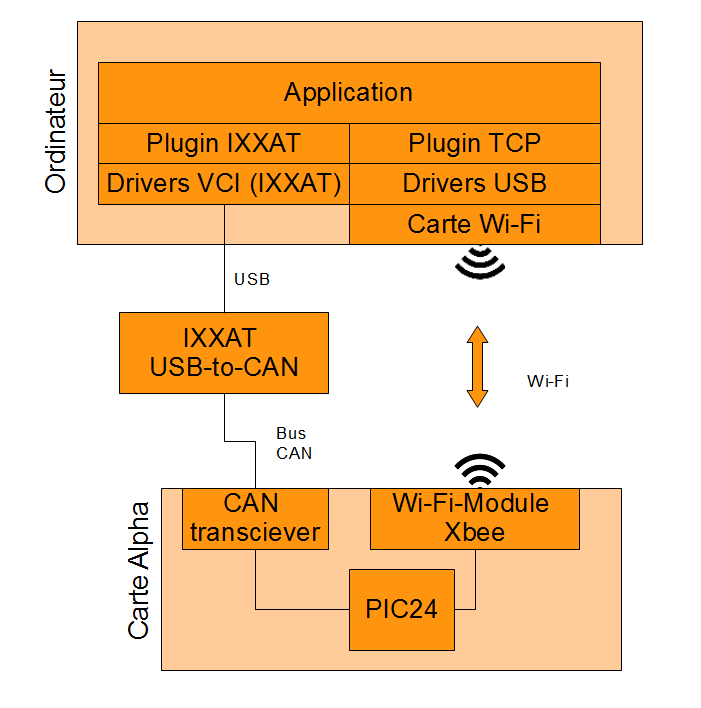 Ordinateur
Application
Plugin IXXAT
Plugin TCP
Drivers VCI (IXXAT)
Drivers USB
Carte Wi-Fi
USB
IXXAT
USB-to-CAN
Wi-Fi
Bus
CAN
Carte Alpha
CAN
transciever
Wi-Fi-Module
Xbee
PIC24